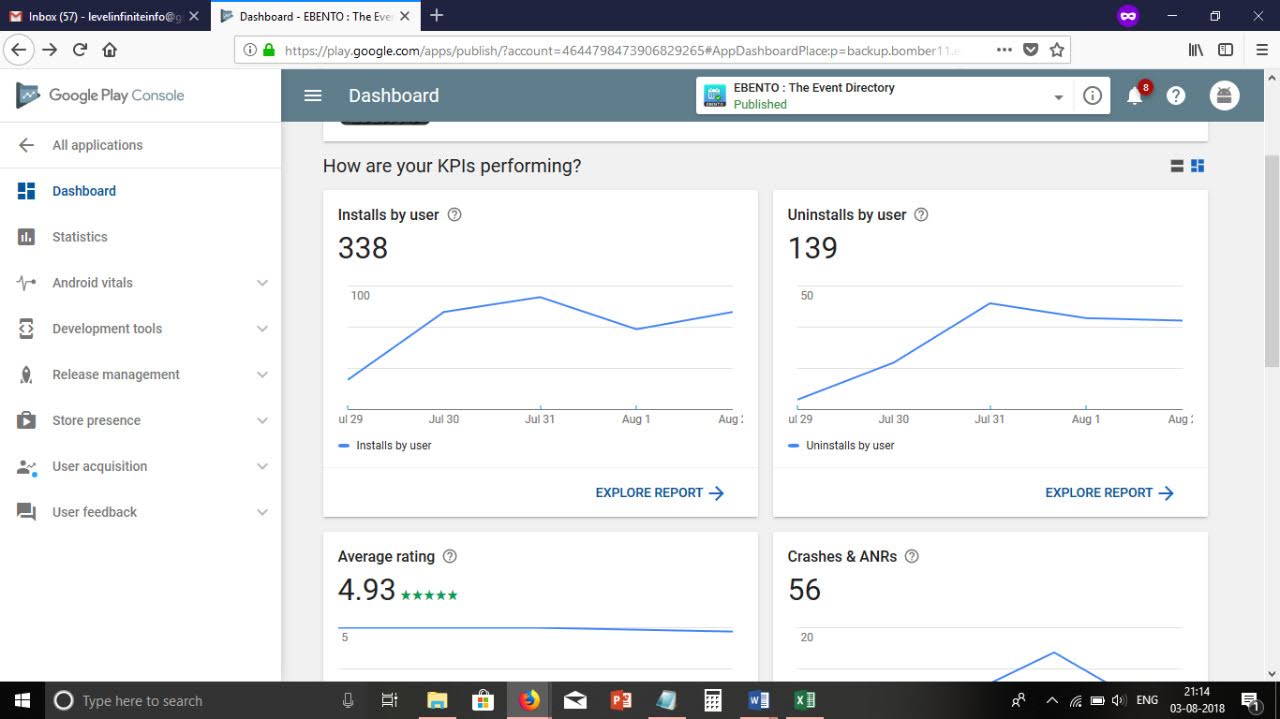 Inbox (57) - levelinfiniteinfo@g
Dashboard - EBENTO : The Eve
https://play.google.com/apps/publish/?account=4644798473906829265#AppDashboardPlace:p=backup.bomber11.e
Google Play Console
Dashboard
EBENTO : The Event Directory
Published
8
All applications
Dashboard
Statistics
Android vitals
Development tools
Release management
Store presence
User acquisition
User feedback
How are your KPIs performing?
Installs by user
338
100
ul 29 Jul 30 Jul 31 Aug 1 Aug 2
Installs by user
EXPLORE REPORT
Uninstalls by user
139
50
ul 29 Jul 30 Jul 31 Aug 1 Aug 2
Uninstalls by user
EXPLORE REPORT
Average rating
4.93
5
Crashes & ANRs
56
20
Type here to search
ENG
21:14
03-08-2018
1